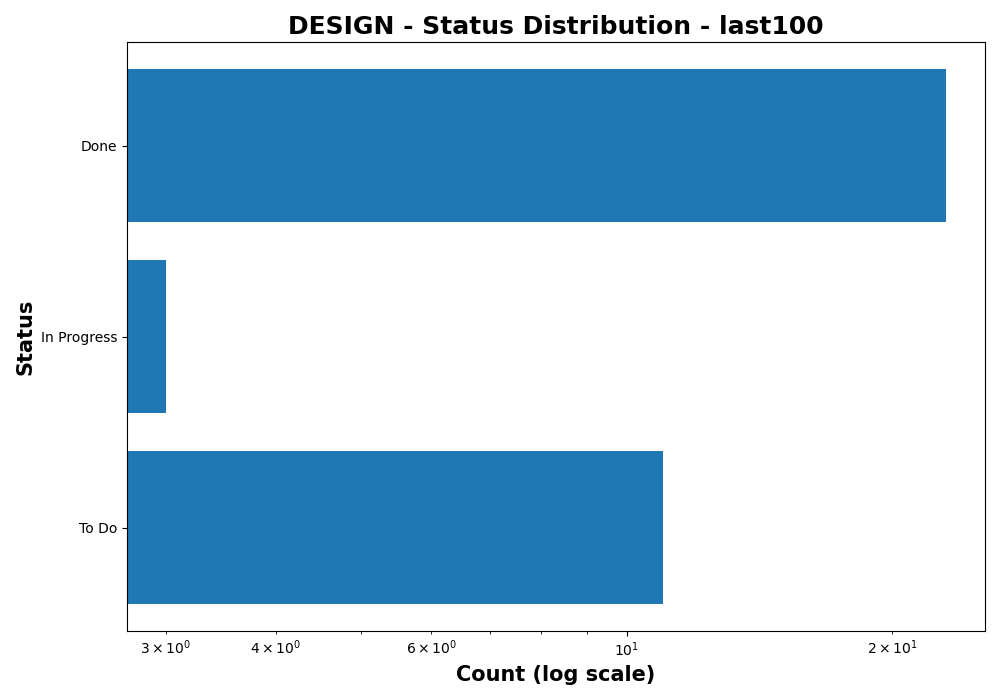 DESIGN - Status Distribution - last100
Done
In Progress
To Do
Status
3 × 10⁰
4 × 10⁰
6 × 10⁰
10¹
2 × 10¹
Count (log scale)